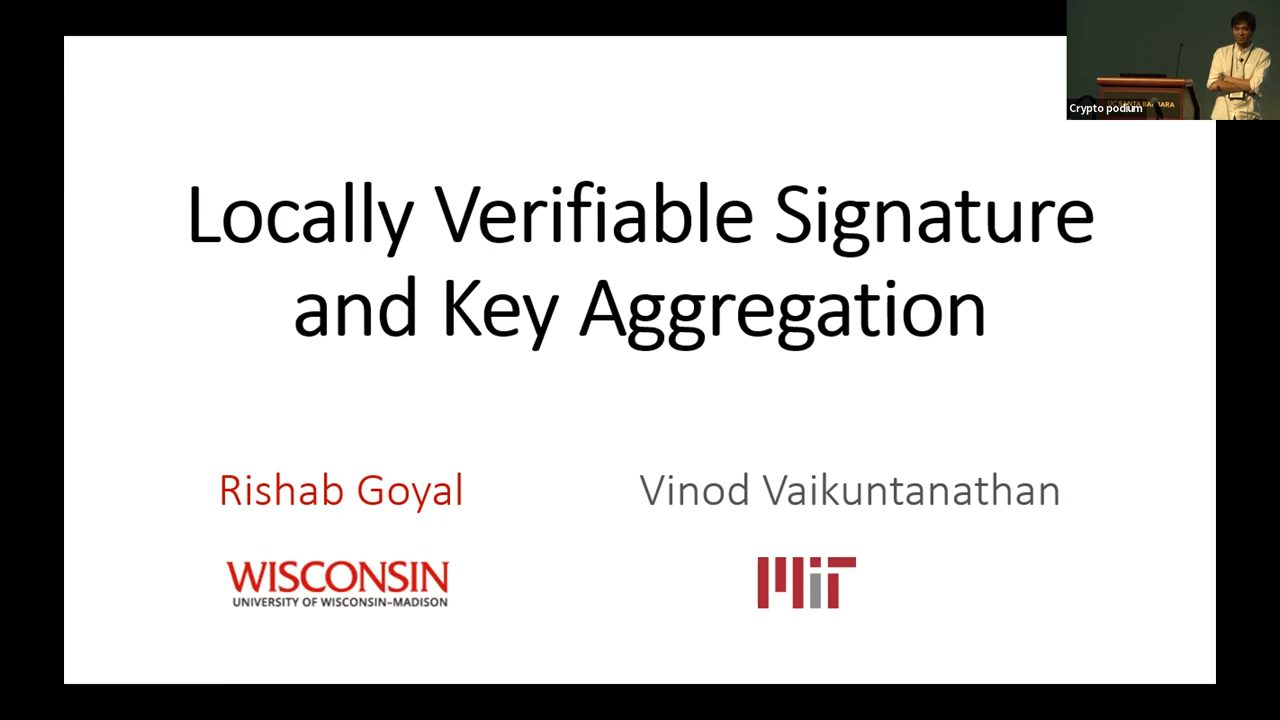 Crypto podium
Locally Verifiable Signature
and Key Aggregation
Rishab Goyal
Vinod Vaikuntanathan
WISCONSIN
UNIVERSITY OF WISCONSIN–MADISON
MIT